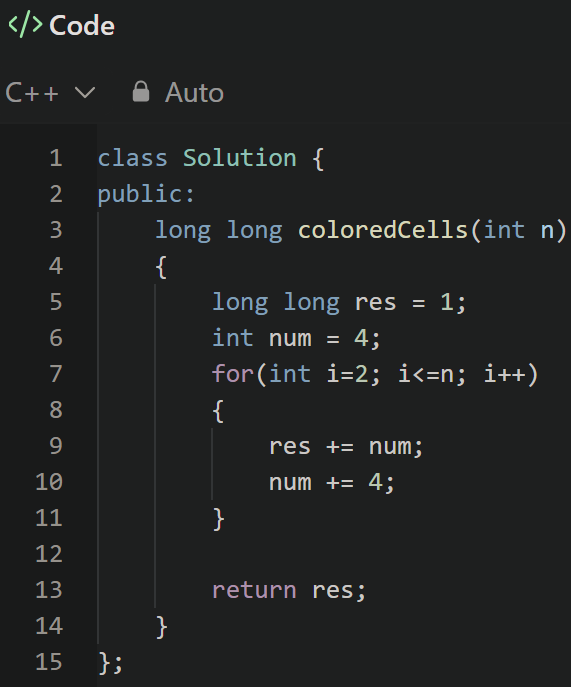 </> Code
C++ Auto
1 class Solution {
2 public:
3     long long coloredCells(int n)
4     {
5         long long res = 1;
6         int num = 4;
7         for(int i=2; i<=n; i++)
8         {
9             res += num;
10             num += 4;
11         }
12
13         return res;
14     }
15 };